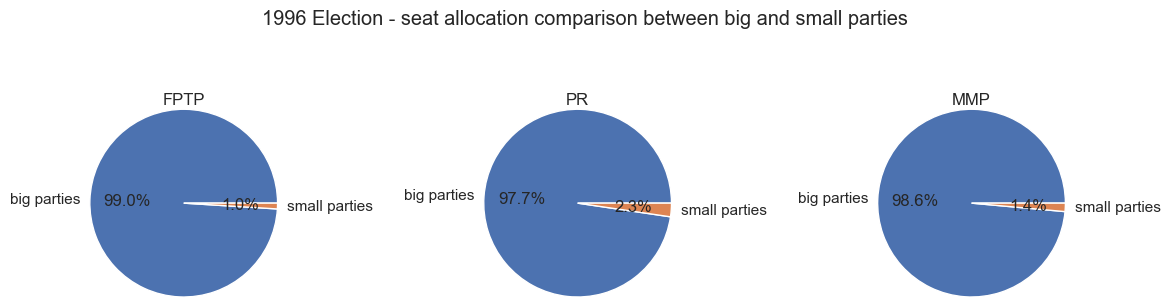 1996 Election - seat allocation comparison between big and small parties
FPTP
big parties
99.0%
1.0%
small parties
PR
big parties
97.7%
2.3%
small parties
MMP
big parties
98.6%
1.4%
small parties